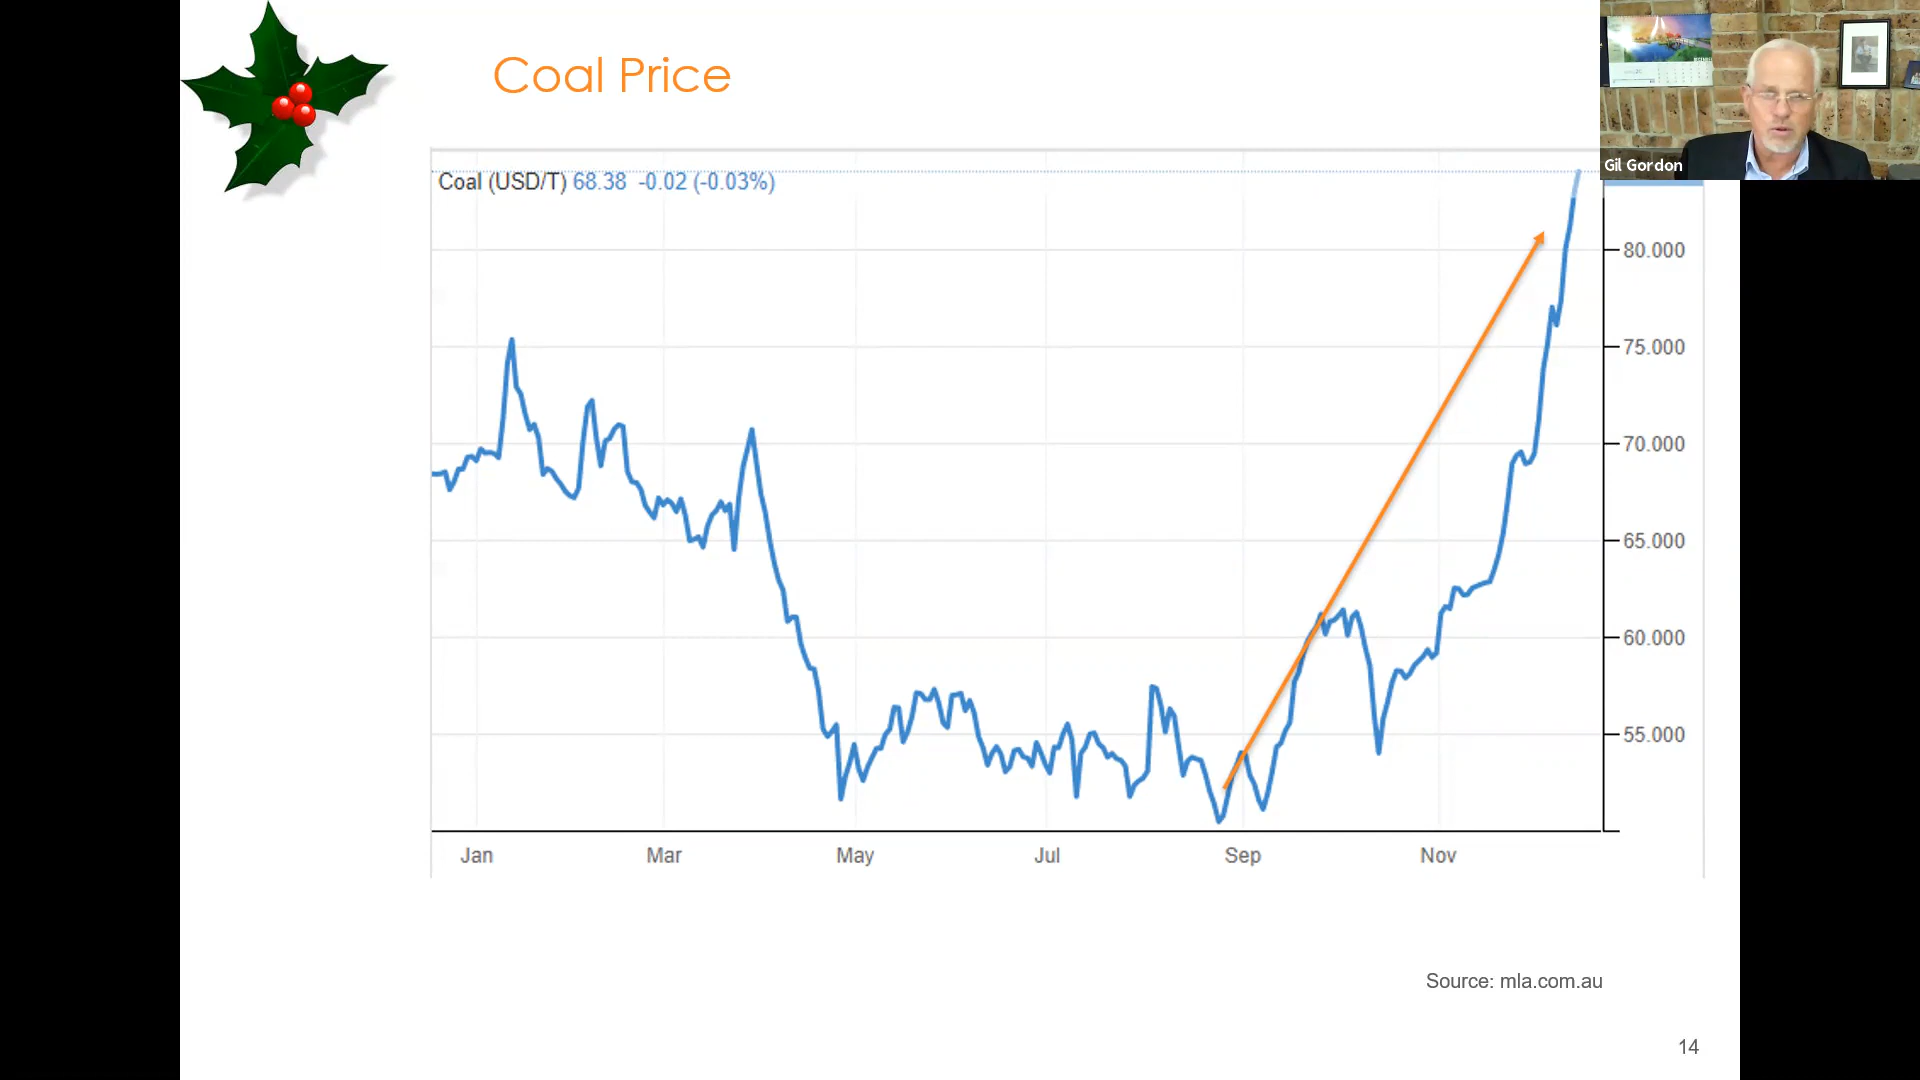 Coal Price
Gil Gordon
Coal (USD/T) 68.38 -0.02 (-0.03%)
80.000
75.000
70.000
65.000
60.000
55.000
Jan Mar May Jul Sep Nov
Source: mla.com.au
14